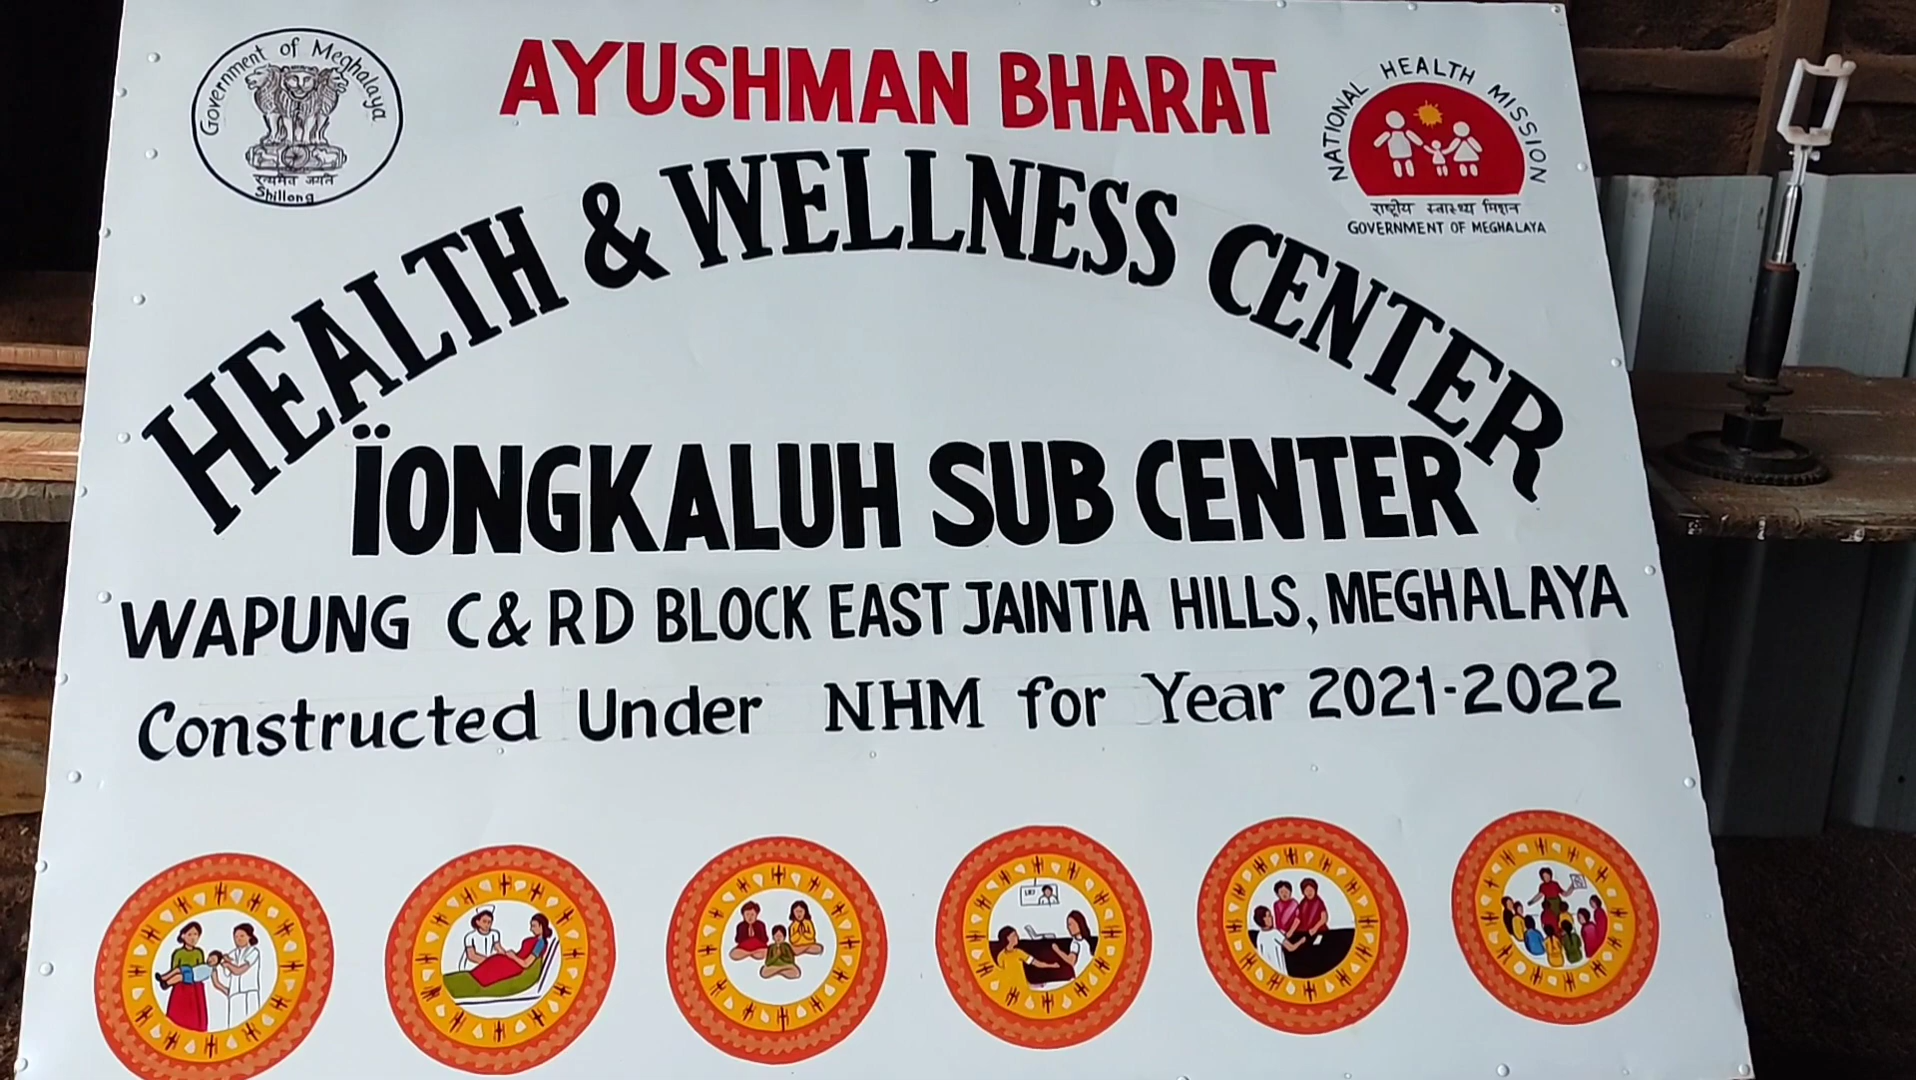 Government of Meghalaya
सत्यमेव जयते
Shillong
AYUSHMAN BHARAT
NATIONAL HEALTH MISSION
राष्ट्रीय स्वास्थ्य मिशन
GOVERNMENT OF MEGHALAYA
HEALTH & WELLNESS CENTER
ÏONGKALUH SUB CENTER
WAPUNG C & RD BLOCK EAST JAINTIA HILLS, MEGHALAYA
Constructed Under NHM for Year 2021-2022